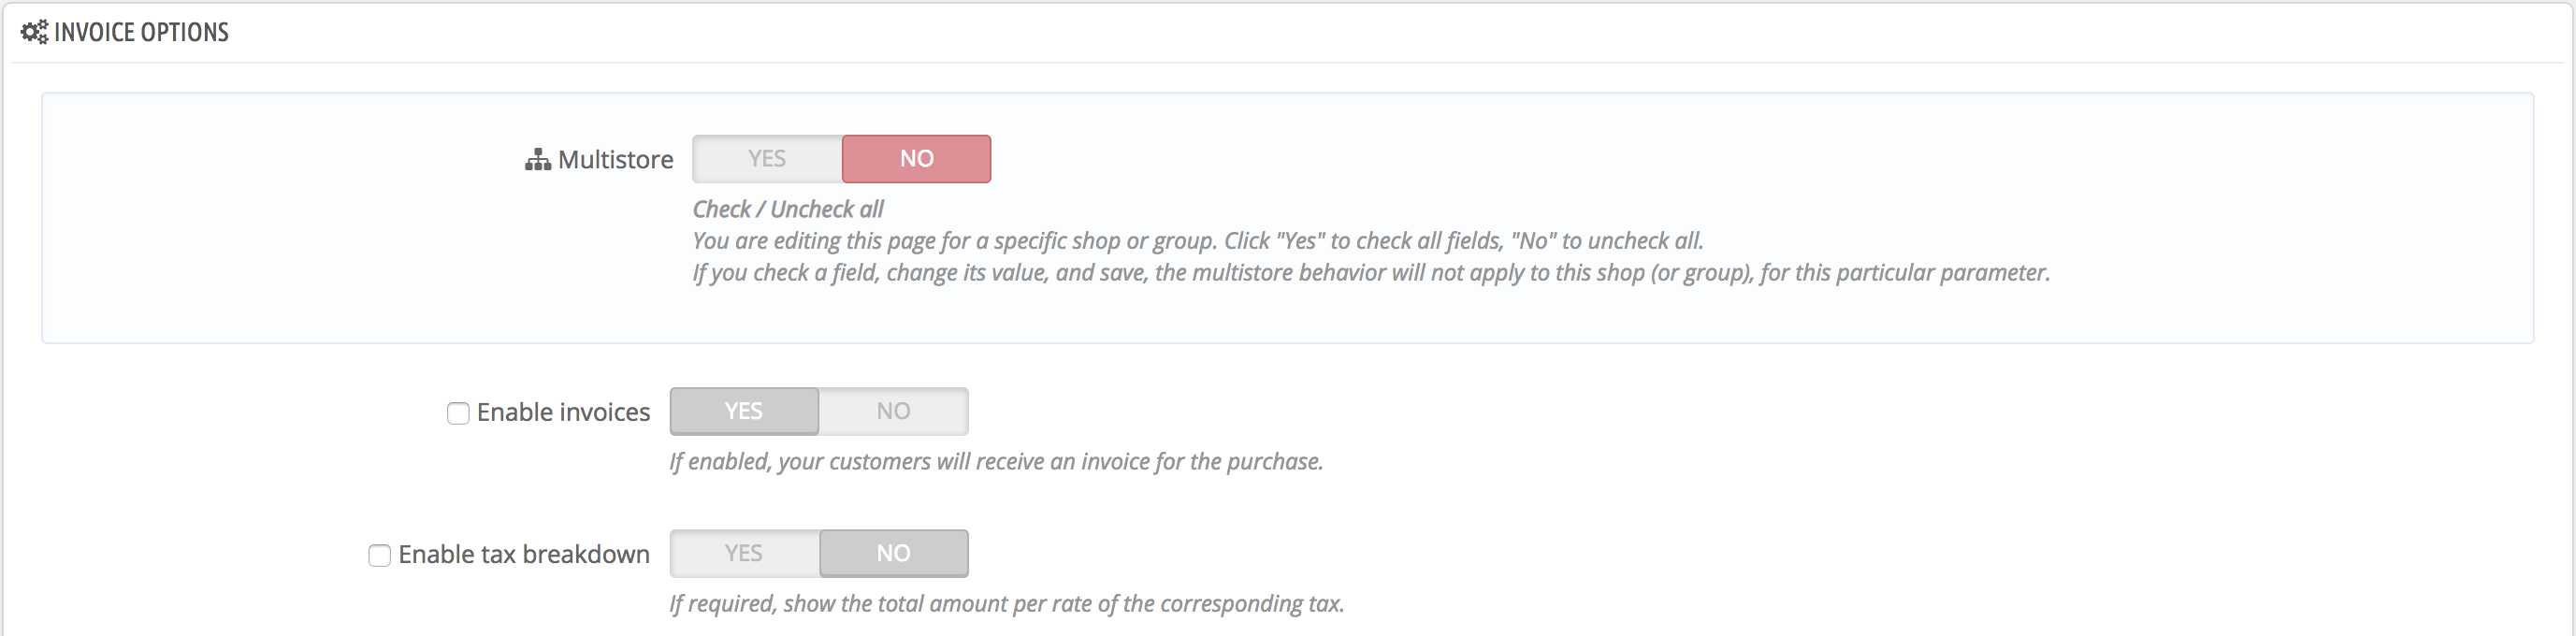 INVOICE OPTIONS
Multistore YES NO
Check / Uncheck all
You are editing this page for a specific shop or group. Click "Yes" to check all fields, "No" to uncheck all.
If you check a field, change its value, and save, the multistore behavior will not apply to this shop (or group), for this particular parameter.
Enable invoices YES NO
If enabled, your customers will receive an invoice for the purchase.
Enable tax breakdown YES NO
If required, show the total amount per rate of the corresponding tax.